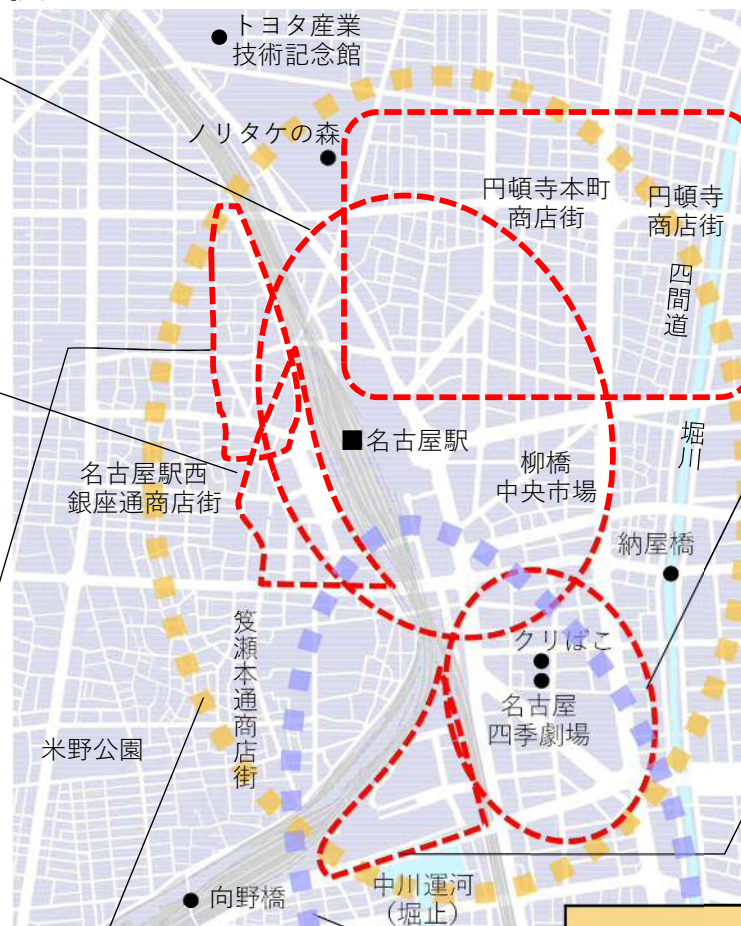 トヨタ産業
技術記念館
ノリタケの森
円頓寺本町
商店街
円頓寺
商店街
四間道
■名古屋駅
堀川
名古屋駅西
銀座通商店街
柳橋
中央市場
納屋橋
笈瀬本通商店街
クリばこ
名古屋
四季劇場
米野公園
向野橋
中川運河
(堀止)